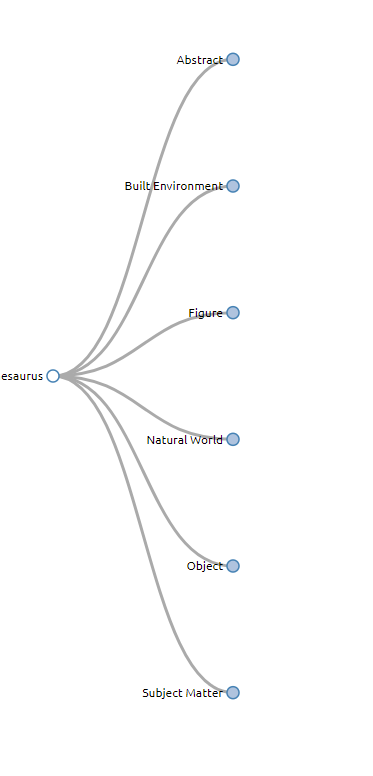 Abstract
Built Environment
Figure
esaurus
Natural World
Object
Subject Matter